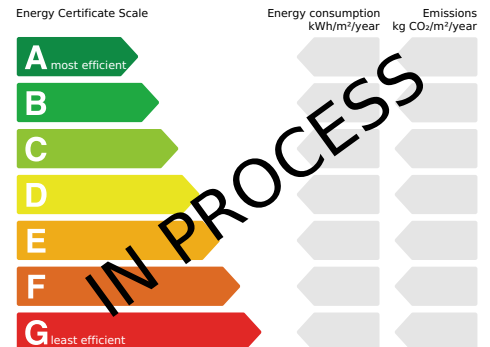 Energy Certificate Scale
Energy consumption
kWh/m²/year
Emissions
kg CO₂/m²/year
A most efficient
B
C
D
E
F
G least efficient
IN PROCESS